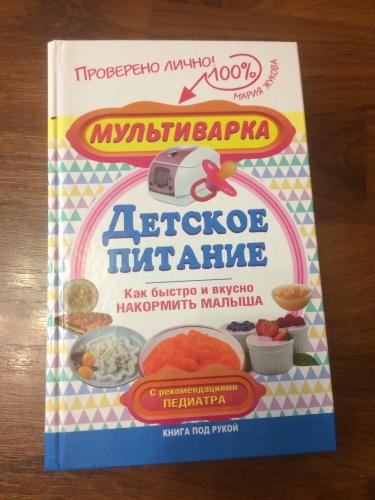 Проверено лично!
100%
Мария Жукова
МУЛЬТИВАРКА
Детское
питание
Как быстро и вкусно
НАКОРМИТЬ МАЛЫША
С рекомендациями
ПЕДИАТРА
КНИГА ПОД РУКОЙ